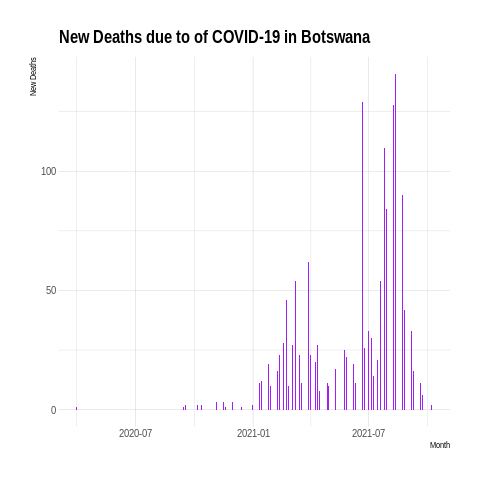 New Deaths due to of COVID-19 in Botswana
New Deaths
100
50
0
2020-07
2021-01
2021-07
Month